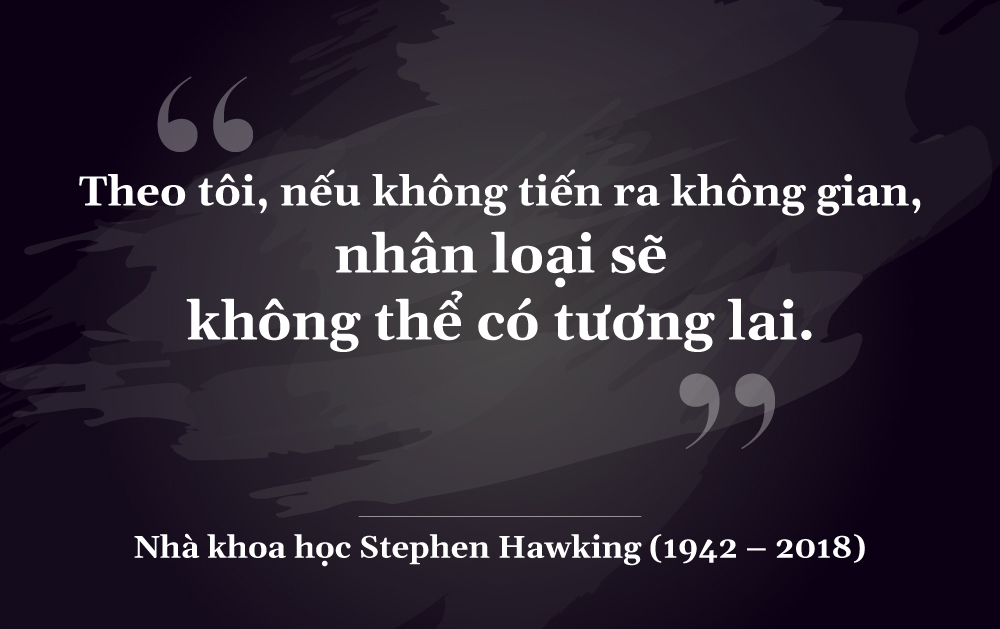 “
Theo tôi, nếu không tiến ra không gian,
nhân loại sẽ
không thể có tương lai.
”
Nhà khoa học Stephen Hawking (1942 – 2018)